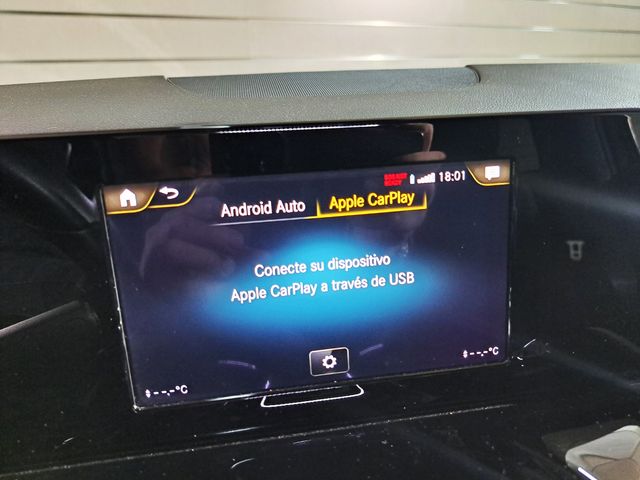 18:01
Android Auto
Apple CarPlay
Conecte su dispositivo
Apple CarPlay a través de USB
--,-°C
--,-°C